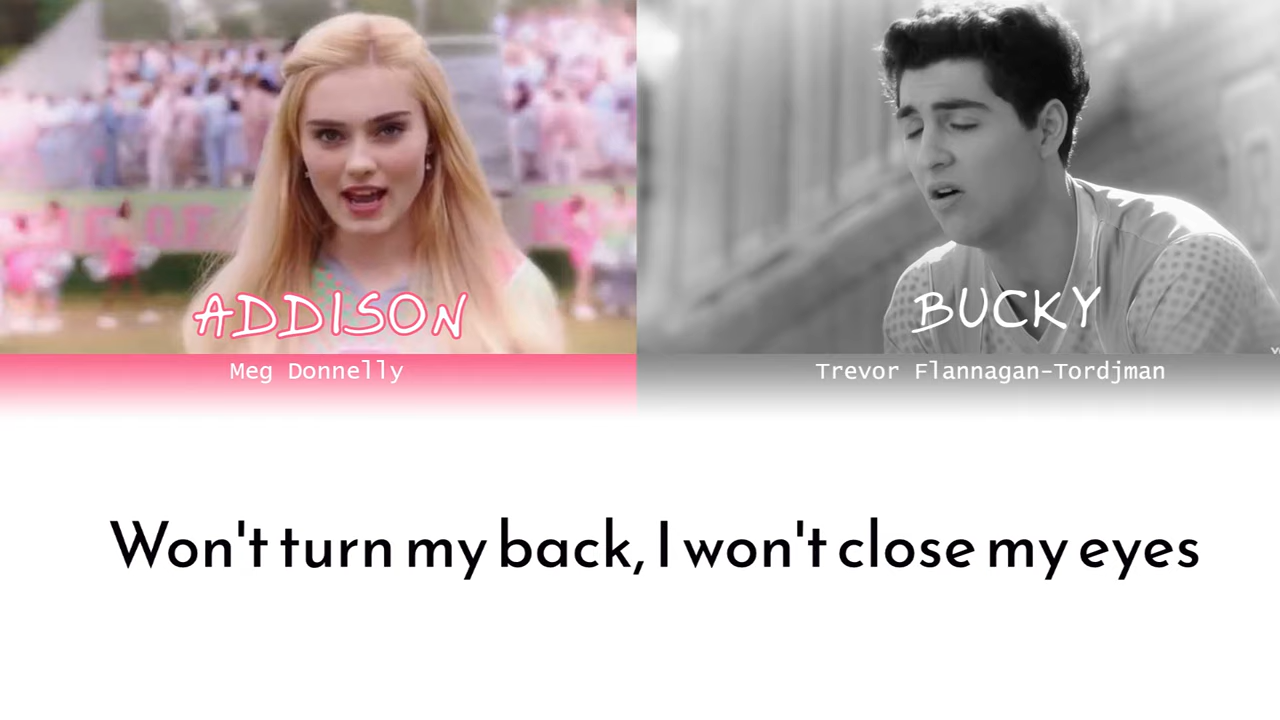 ADDISON
BUCKY
Meg Donnelly
Trevor Flannagan-Tordjman
Won't turn my back, I won't close my eyes